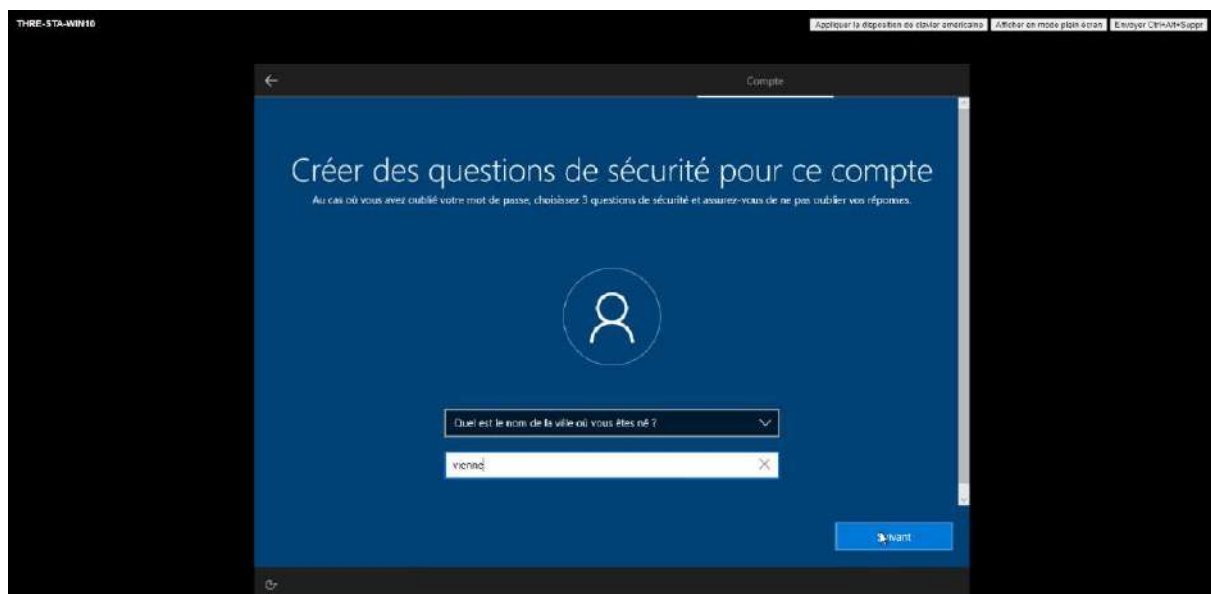 THRE-STA-WIN10
Appliquer la disposition de clavier américaine
Afficher en mode plein écran
Envoyer Ctrl+Alt+Suppr
Compte
Créer des questions de sécurité pour ce compte
Au cas où vous avez oublié votre mot de passe, choisissez 3 questions de sécurité et assurez-vous de ne pas oublier vos réponses.
Quel est le nom de la ville où vous êtes né ?
vienne
Suivant